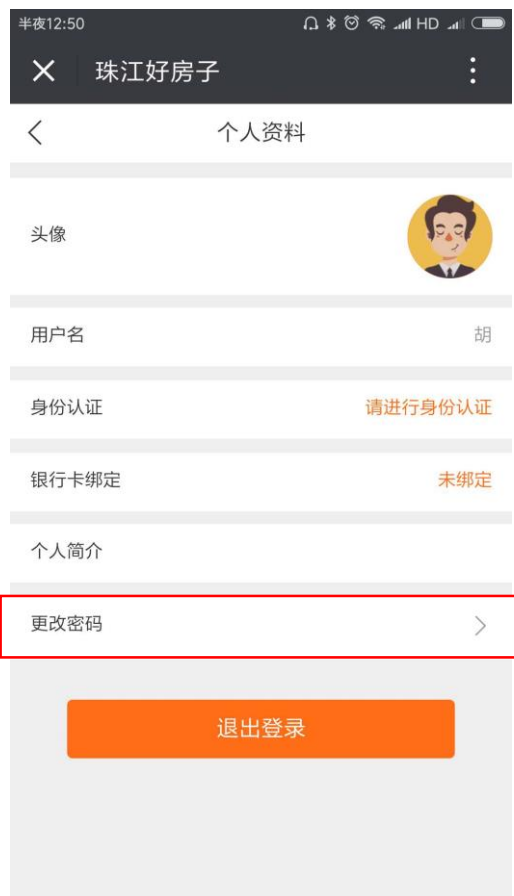 半夜12:50 HD
珠江好房子
个人资料
头像
用户名 胡
身份认证 请进行身份认证
银行卡绑定 未绑定
个人简介
更改密码
退出登录